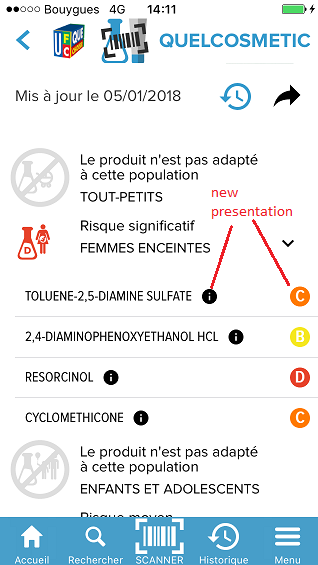 Bouygues 4G 14:11
UFC QUE CHOISIR QUELCOSMETIC
Mis à jour le 05/01/2018
Le produit n'est pas adapté
à cette population
TOUT-PETITS
new
presentation
D
Risque significatif
FEMMES ENCEINTES
TOLUENE-2,5-DIAMINE SULFATE i C
2,4-DIAMINOPHENOXYETHANOL HCL i B
RESORCINOL i D
CYCLOMETHICONE i C
Le produit n'est pas adapté
à cette population
ENFANTS ET ADOLESCENTS
Risque moyen
Accueil Rechercher SCANNER Historique Menu